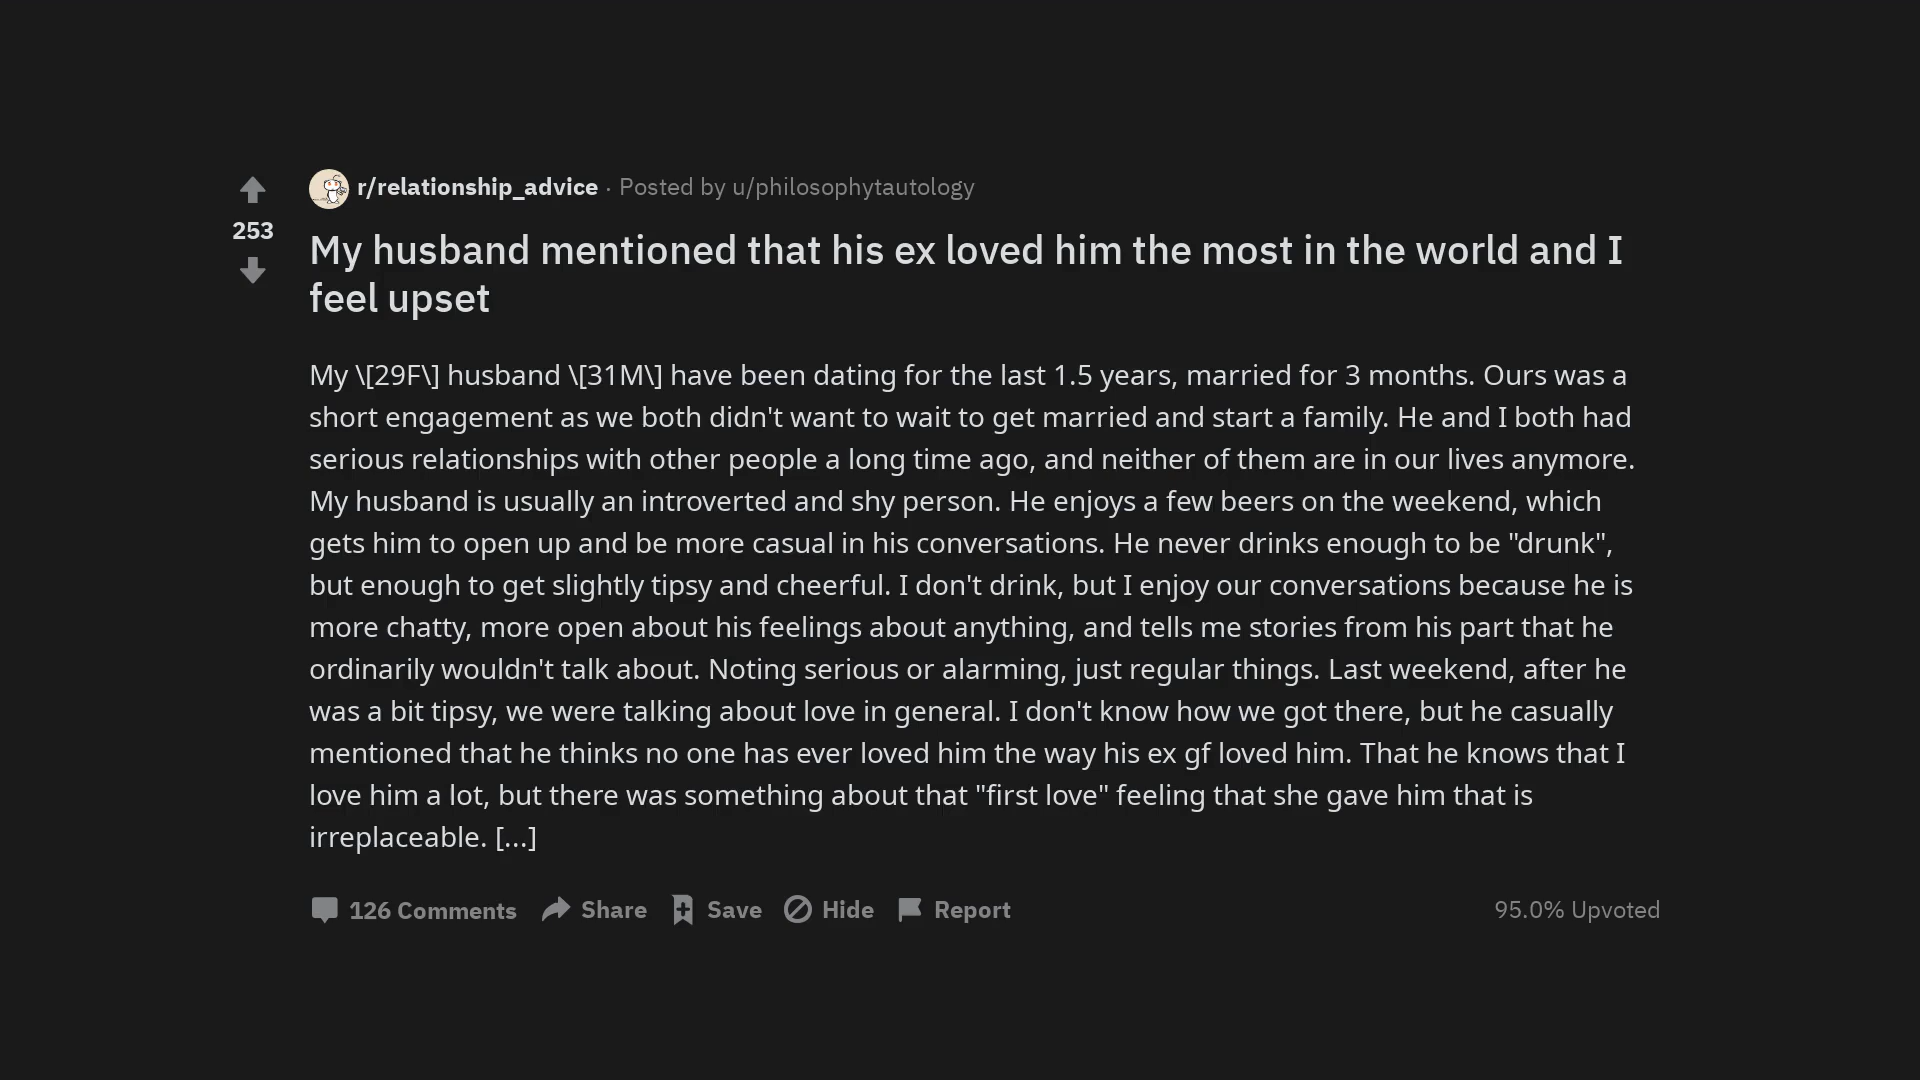 r/relationship_advice · Posted by u/philosophytautology
253
My husband mentioned that his ex loved him the most in the world and I
feel upset
My \[29F\] husband \[31M\] have been dating for the last 1.5 years, married for 3 months. Ours was a
short engagement as we both didn't want to wait to get married and start a family. He and I both had
serious relationships with other people a long time ago, and neither of them are in our lives anymore.
My husband is usually an introverted and shy person. He enjoys a few beers on the weekend, which
gets him to open up and be more casual in his conversations. He never drinks enough to be "drunk",
but enough to get slightly tipsy and cheerful. I don't drink, but I enjoy our conversations because he is
more chatty, more open about his feelings about anything, and tells me stories from his part that he
ordinarily wouldn't talk about. Noting serious or alarming, just regular things. Last weekend, after he
was a bit tipsy, we were talking about love in general. I don't know how we got there, but he casually
mentioned that he thinks no one has ever loved him the way his ex gf loved him. That he knows that I
love him a lot, but there was something about that "first love" feeling that she gave him that is
irreplaceable. [...]
126 Comments Share Save Hide Report 95.0% Upvoted